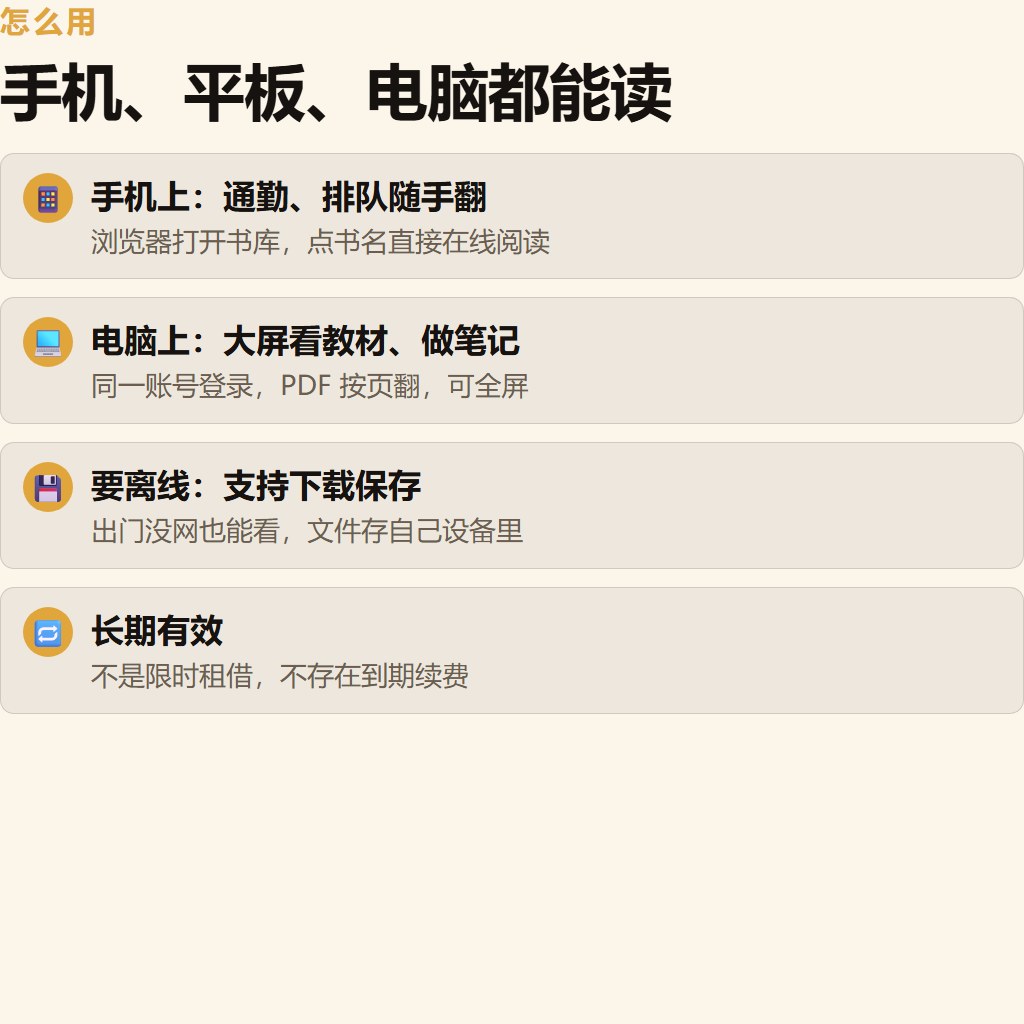 怎么用
手机、平板、电脑都能读
手机上：通勤、排队随手翻
浏览器打开书库，点书名直接在线阅读
电脑上：大屏看教材、做笔记
同一账号登录，PDF 按页翻，可全屏
要离线：支持下载保存
出门没网也能看，文件存自己设备里
长期有效
不是限时租借，不存在到期续费